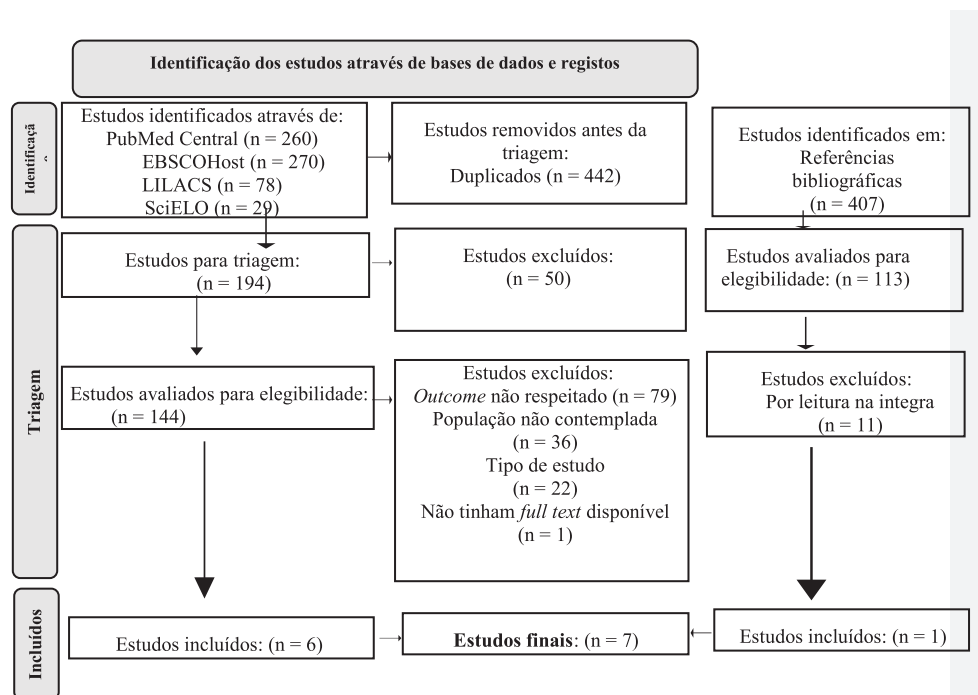 Identificação dos estudos através de bases de dados e registos
Identificaçã
Estudos identificados através de:
PubMed Central (n = 260)
EBSCOHost (n = 270)
LILACS (n = 78)
SciELO (n = 29)
Estudos removidos antes da
triagem:
Duplicados (n = 442)
Estudos identificados em:
Referências
bibliográficas
(n = 407)
Triagem
Estudos para triagem:
(n = 194)
Estudos excluídos:
(n = 50)
Estudos avaliados para
elegibilidade: (n = 113)
Estudos avaliados para elegibilidade:
(n = 144)
Estudos excluídos:
Outcome não respeitado (n = 79)
População não contemplada
(n = 36)
Tipo de estudo
(n = 22)
Não tinham full text disponível
(n = 1)
Estudos excluídos:
Por leitura na integra
(n = 11)
Incluídos
Estudos incluídos: (n = 6)
Estudos finais: (n = 7)
Estudos incluídos: (n = 1)